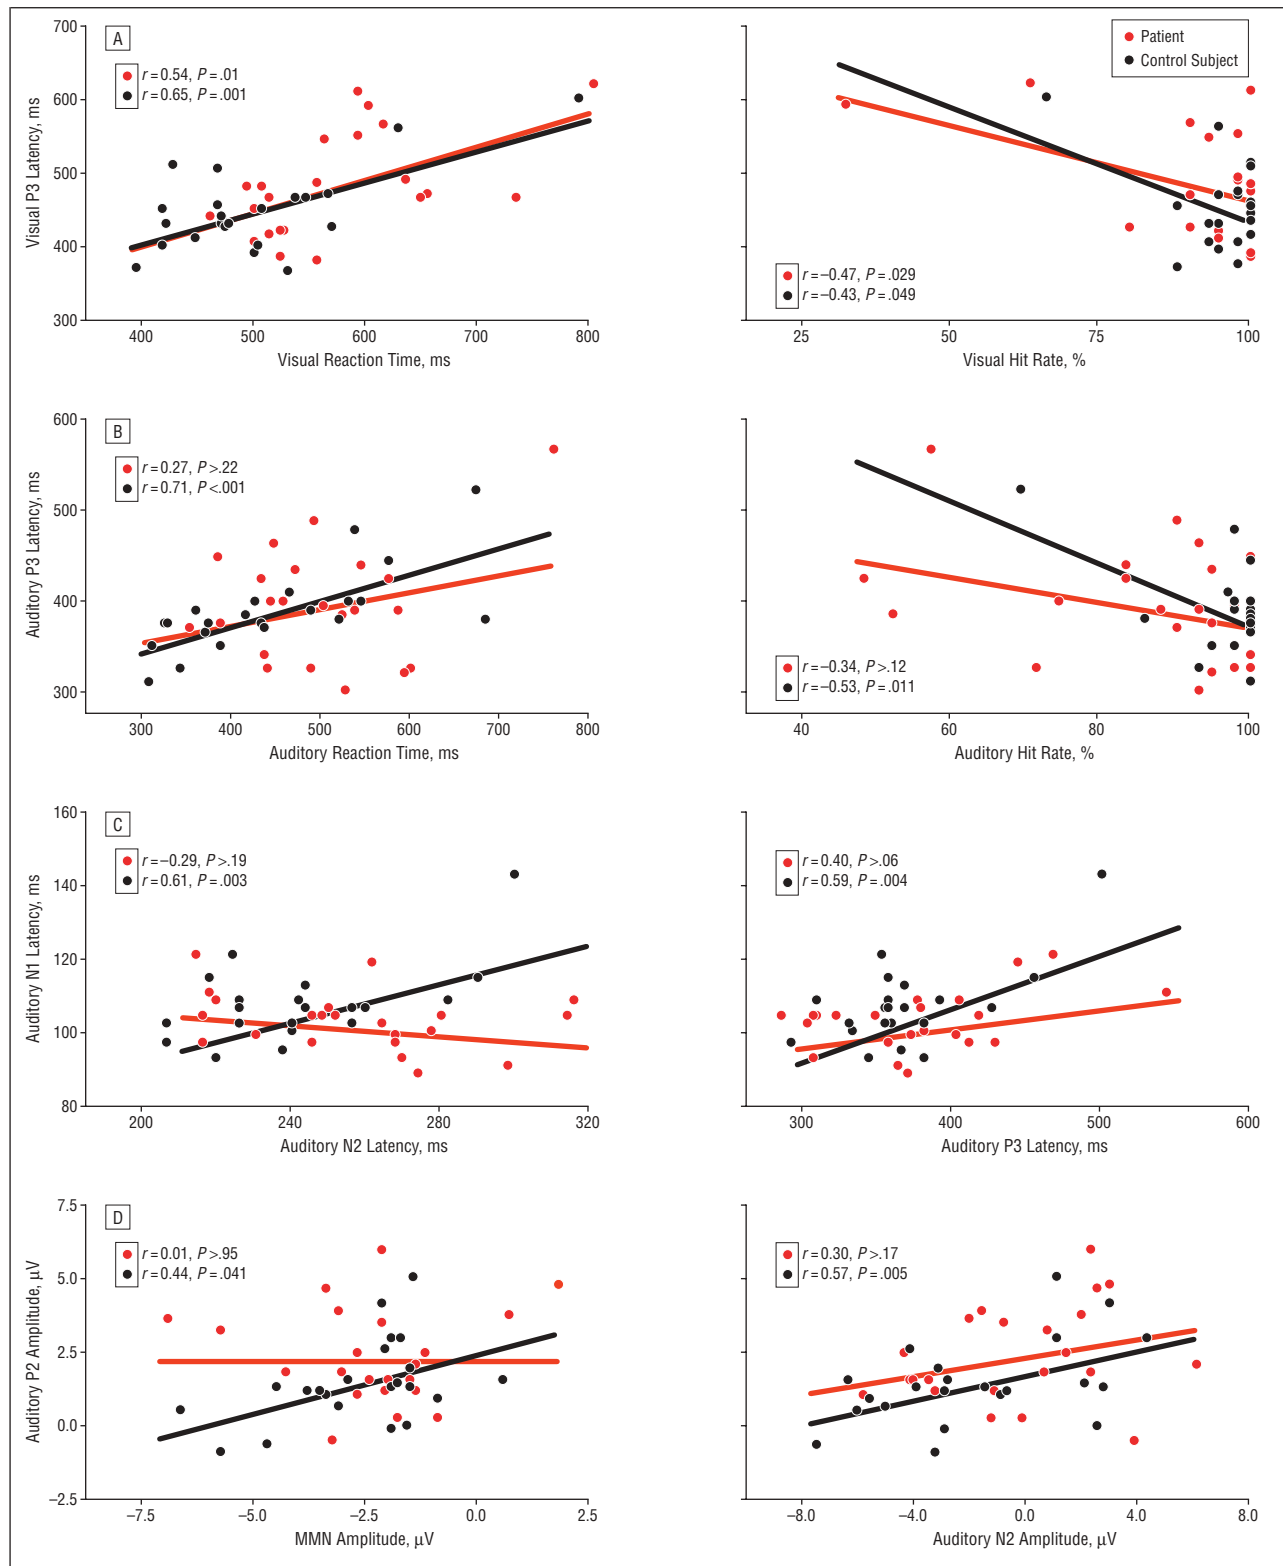 A
r=0.54, P=.01
r=0.65, P=.001
700
600
500
400
300
Visual P3 Latency, ms
400 500 600 700 800
Visual Reaction Time, ms
Patient
Control Subject
r=−0.47, P=.029
r=−0.43, P=.049
25 50 75 100
Visual Hit Rate, %
B
r=0.27, P>.22
r=0.71, P<.001
600
500
400
300
Auditory P3 Latency, ms
300 400 500 600 700 800
Auditory Reaction Time, ms
r=−0.34, P>.12
r=−0.53, P=.011
40 60 80 100
Auditory Hit Rate, %
C
r=−0.29, P>.19
r=0.61, P=.003
160
140
120
100
80
Auditory N1 Latency, ms
200 240 280 320
Auditory N2 Latency, ms
r=0.40, P>.06
r=0.59, P=.004
300 400 500 600
Auditory P3 Latency, ms
D
r=0.01, P>.95
r=0.44, P=.041
7.5
5.0
2.5
0.0
−2.5
Auditory P2 Amplitude, μV
−7.5 −5.0 −2.5 0.0 2.5
MMN Amplitude, μV
r=0.30, P>.17
r=0.57, P=.005
−8.0 −4.0 0.0 4.0 8.0
Auditory N2 Amplitude, μV